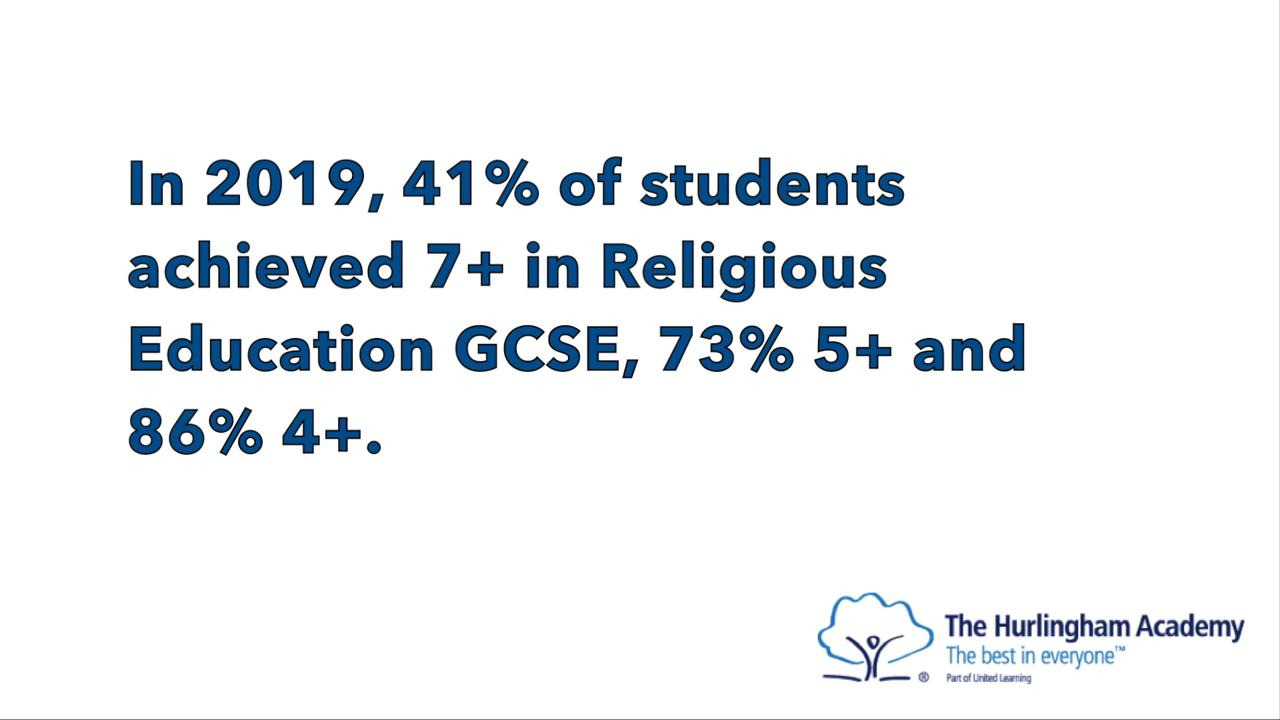 In 2019, 41% of students
achieved 7+ in Religious
Education GCSE, 73% 5+ and
86% 4+.
The Hurlingham Academy
The best in everyone™
Part of United Learning
®